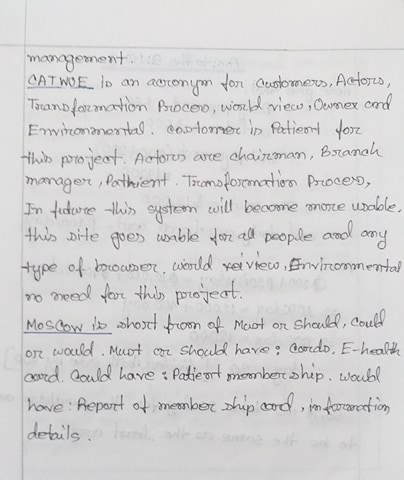 management.
CATWOE is an acronym for customers, Actors,
Transformation Process, world view, Owner and
Environmental. costomer is Patient for
this project. Actors are chairman, Branch
manager, Pathient. Transformation Process,
In future this system will become more usable.
this site goes usable for all people and any
type of browser. world view, Environmental
no need for this project.
MOSCOW is short from of Must or should, could
or would. Must or should have : Cards. E-health
card. Could have : Patient member ship. would
have : Report of member ship card, information
details.